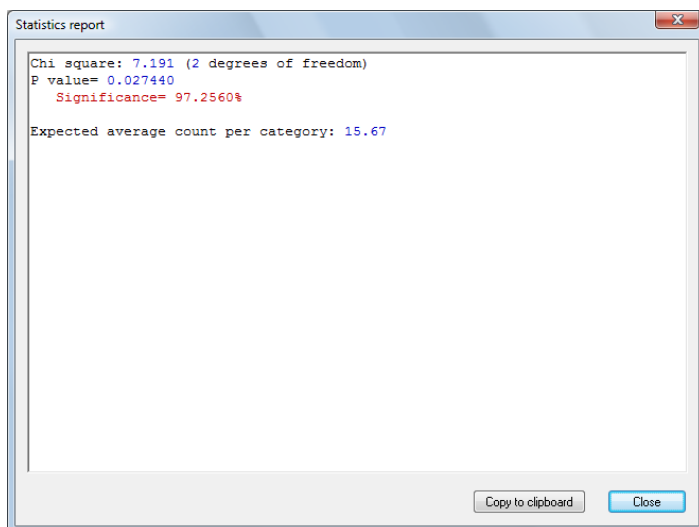 Statistics report
Chi square: 7.191 (2 degrees of freedom)
P value= 0.027440
Significance= 97.2560%
Expected average count per category: 15.67
Copy to clipboard
Close